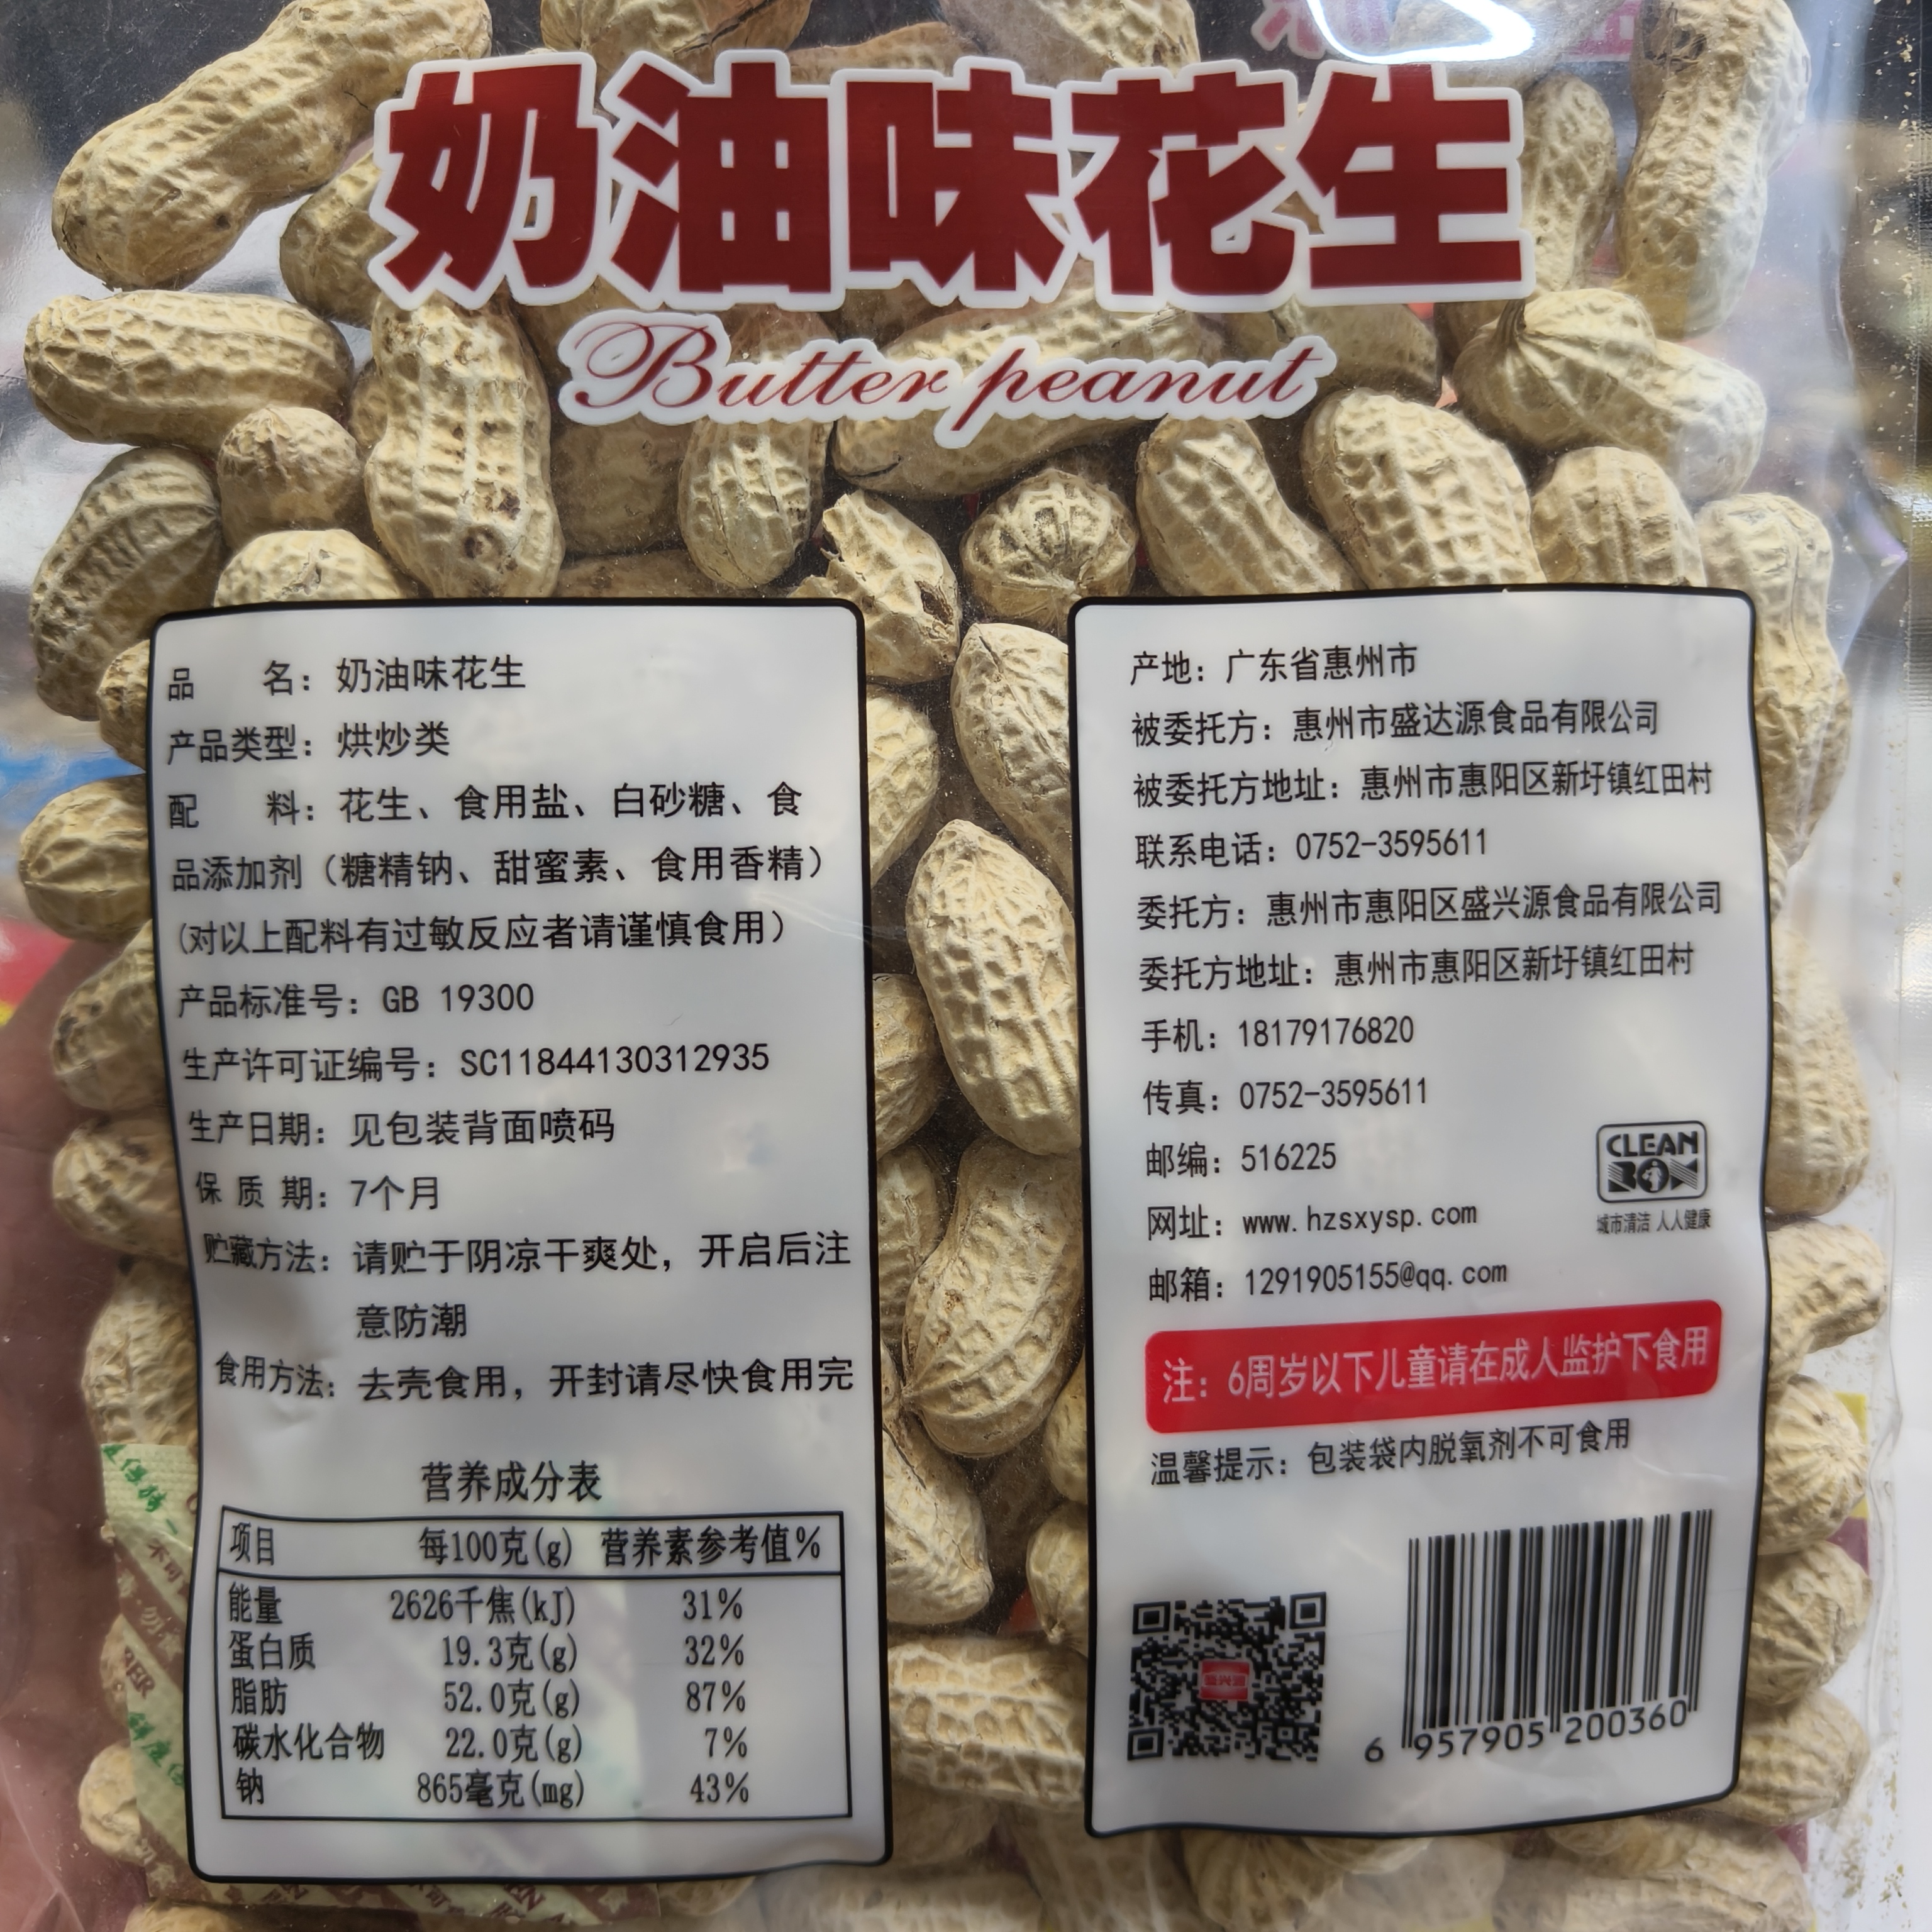 奶油味花生
Butter peanut
品 名：奶油味花生
产品类型：烘炒类
配 料：花生、食用盐、白砂糖、食
品添加剂（糖精钠、甜蜜素、食用香精）
(对以上配料有过敏反应者请谨慎食用）
产品标准号：GB 19300
生产许可证编号：SC11844130312935
生产日期：见包装背面喷码
保 质 期：7个月
贮藏方法：请贮于阴凉干爽处，开启后注
意防潮
食用方法：去壳食用，开封请尽快食用完
营养成分表
项目 每100克(g) 营养素参考值%
能量 2626千焦(kJ) 31%
蛋白质 19.3克(g) 32%
脂肪 52.0克(g) 87%
碳水化合物 22.0克(g) 7%
钠 865毫克(mg) 43%
产地：广东省惠州市
被委托方：惠州市盛达源食品有限公司
被委托方地址：惠州市惠阳区新圩镇红田村
联系电话：0752-3595611
委托方：惠州市惠阳区盛兴源食品有限公司
委托方地址：惠州市惠阳区新圩镇红田村
手机：18179176820
传真：0752-3595611
邮编：516225
网址：www.hzsxysp.com
邮箱：1291905155@qq.com
CLEAN
BOX
城市清洁 人人健康
注：6周岁以下儿童请在成人监护下食用
温馨提示：包装袋内脱氧剂不可食用
6 957905 200360